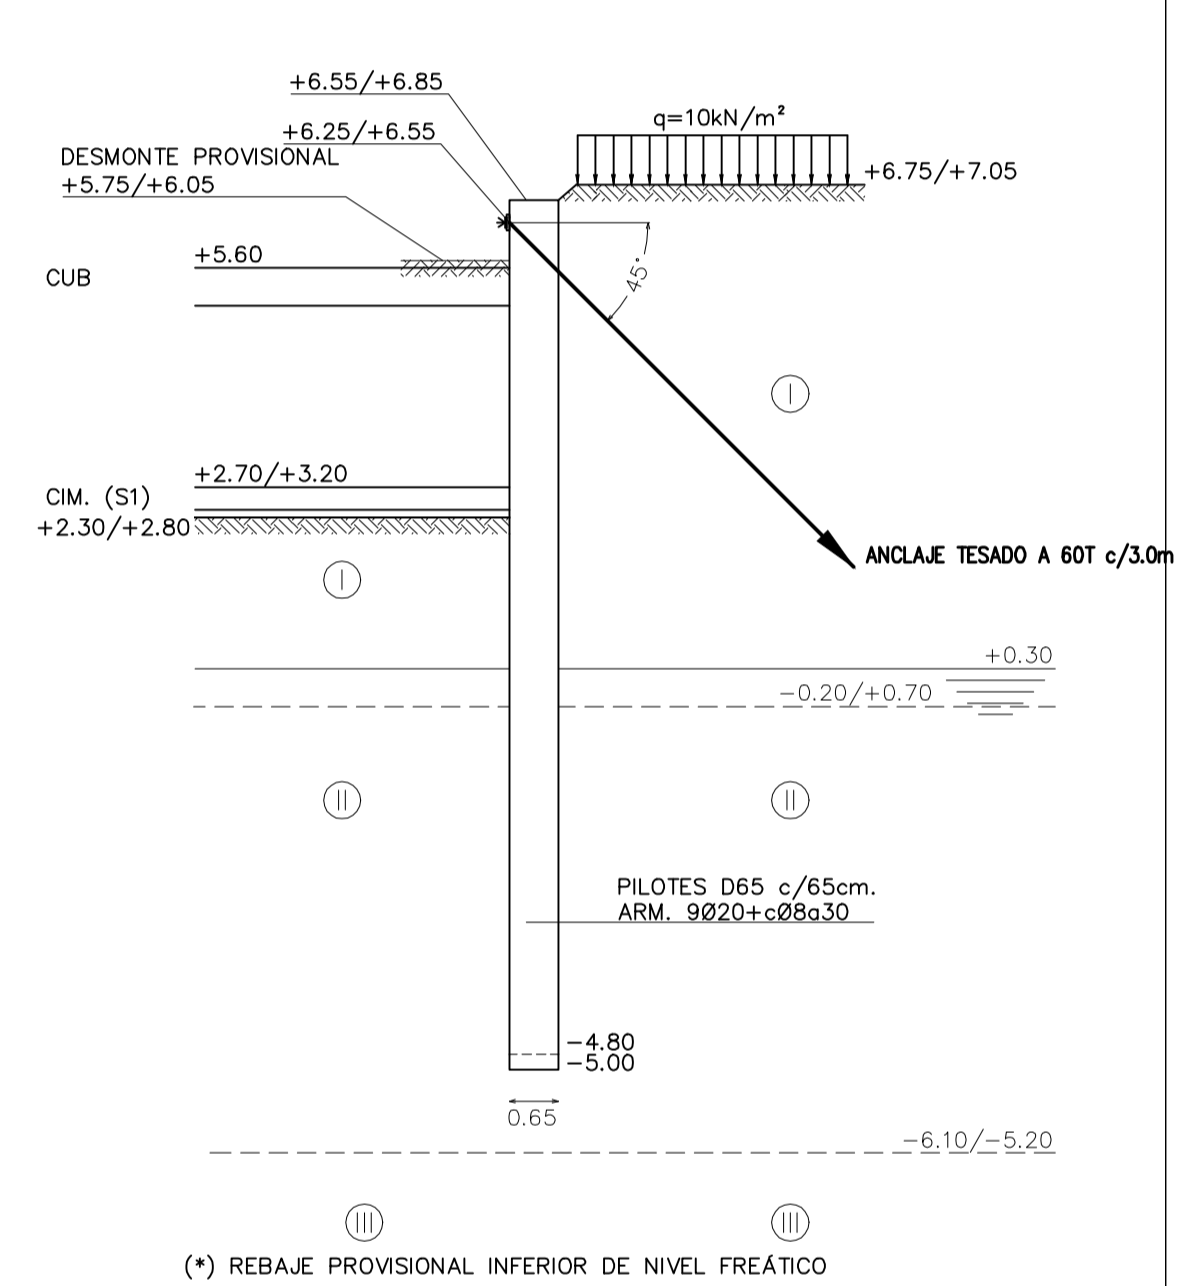 +6.55/+6.85
q=10kN/m²
+6.25/+6.55
DESMONTE PROVISIONAL
+5.75/+6.05
+6.75/+7.05
+5.60
CUB
45°
I
+2.70/+3.20
CIM. (S1)
+2.30/+2.80
ANCLAJE TESADO A 60T c/3.0m
I
+0.30
-0.20/+0.70
II
II
PILOTES D65 c/65cm.
ARM. 9Ø20+cØ8a30
-4.80
-5.00
0.65
-6.10/-5.20
III
III
(*) REBAJE PROVISIONAL INFERIOR DE NIVEL FREÁTICO